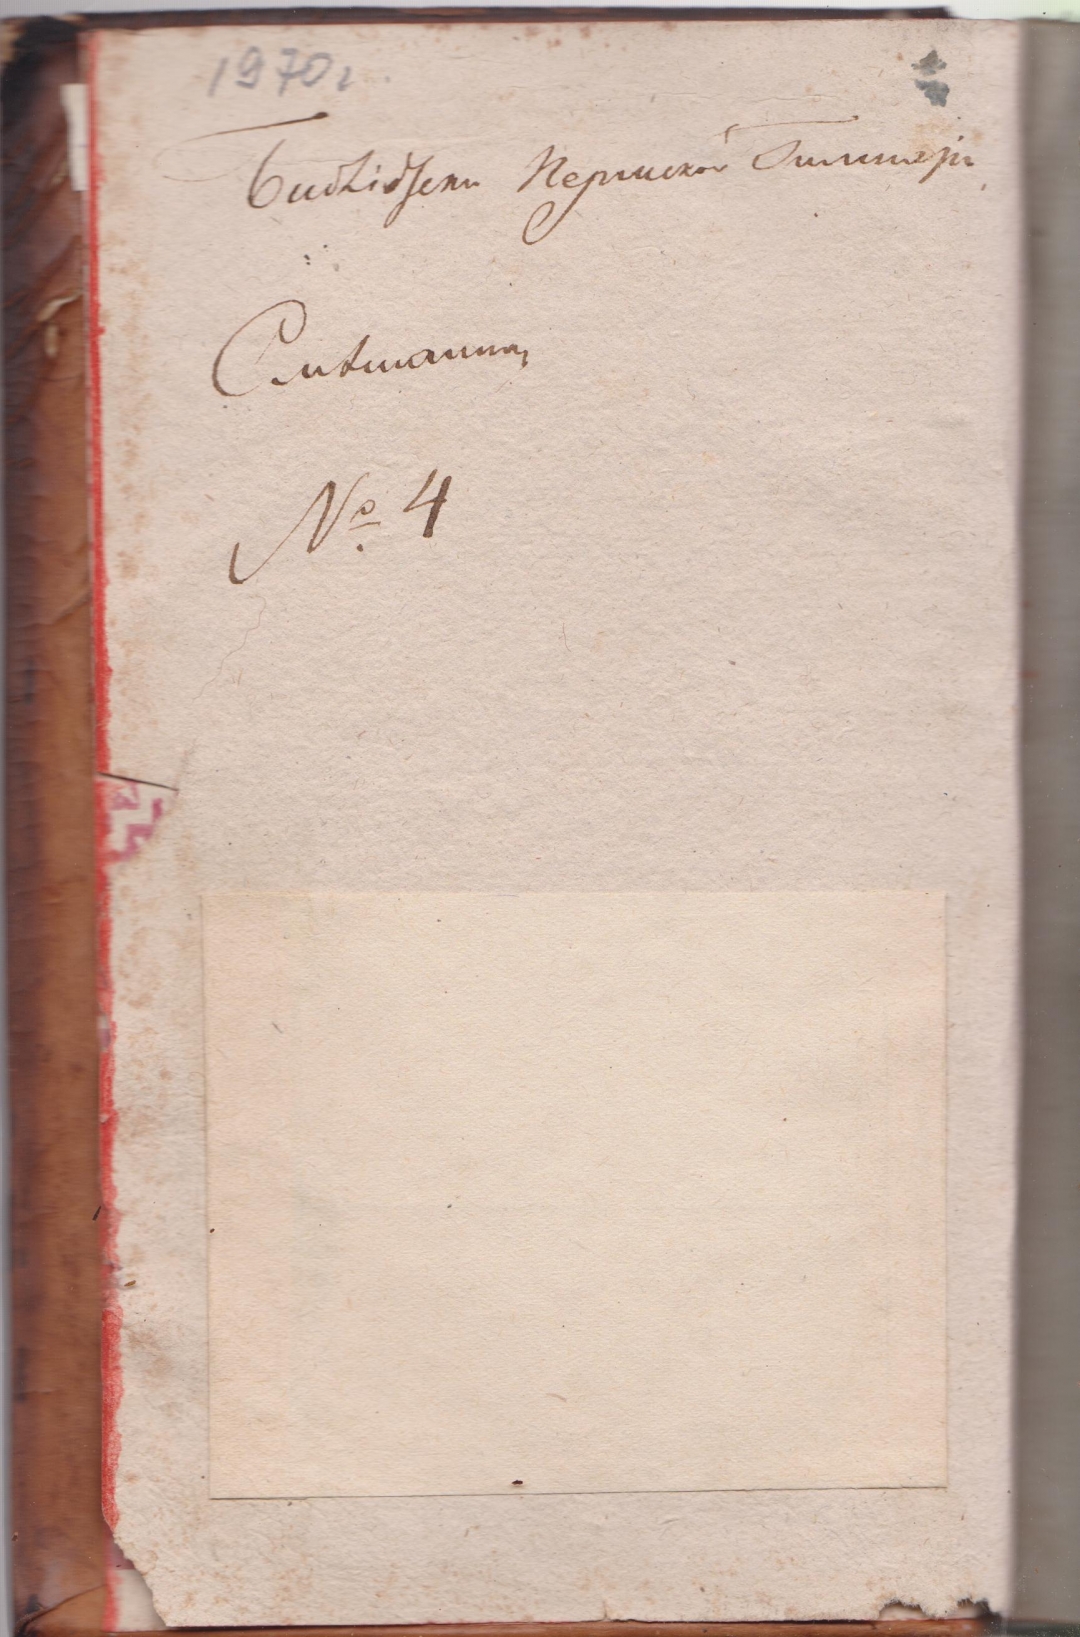 1970г
Библіотеки Пермской Гимназіи
№ 4